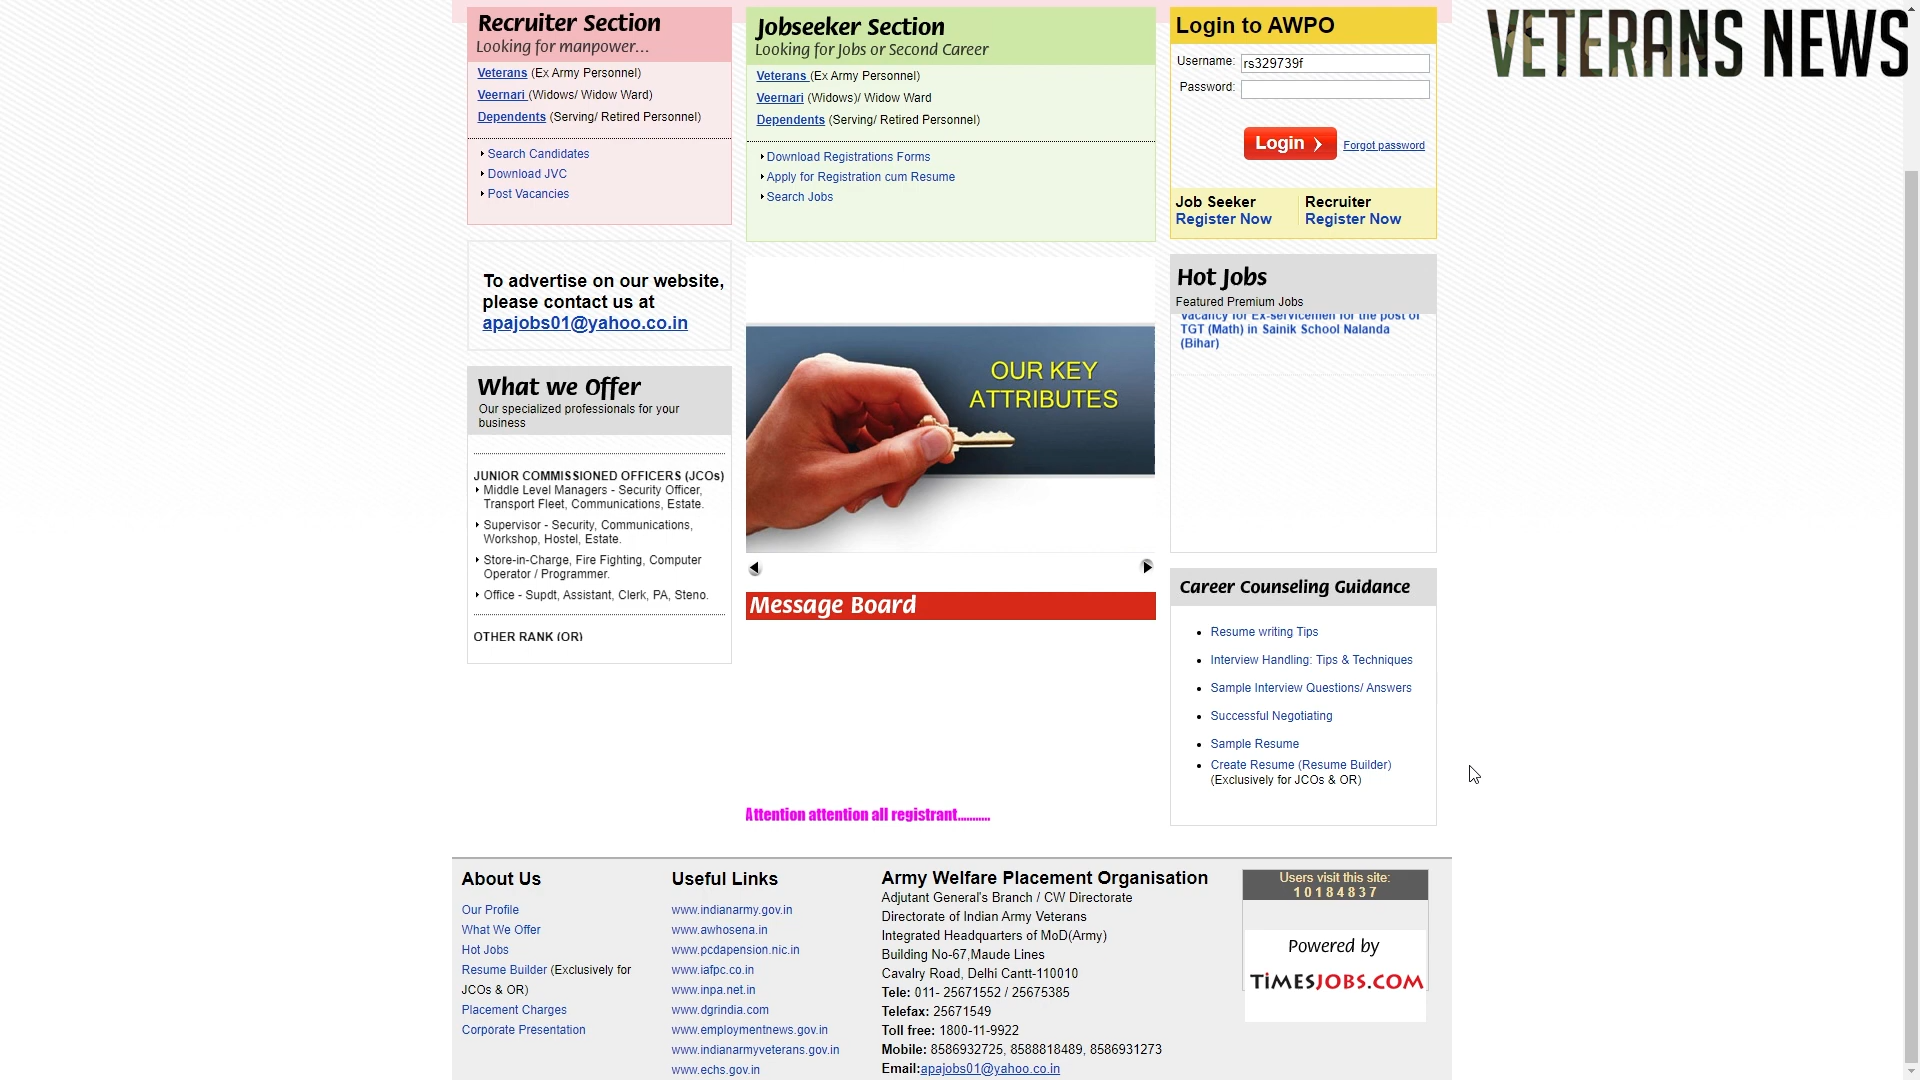 Recruiter Section
Looking for manpower...
Veterans (Ex Army Personnel)
Veernari (Widows/ Widow Ward)
Dependents (Serving/ Retired Personnel)
Search Candidates
Download JVC
Post Vacancies
To advertise on our website,
please contact us at
apajobs01@yahoo.co.in
What we Offer
Our specialized professionals for your
business
JUNIOR COMMISSIONED OFFICERS (JCOs)
Middle Level Managers - Security Officer,
Transport Fleet, Communications, Estate.
Supervisor - Security, Communications,
Workshop, Hostel, Estate.
Store-in-Charge, Fire Fighting, Computer
Operator / Programmer.
Office - Supdt, Assistant, Clerk, PA, Steno.
OTHER RANK (OR)
Jobseeker Section
Looking for Jobs or Second Career
Veterans (Ex Army Personnel)
Veernari (Widows)/ Widow Ward
Dependents (Serving/ Retired Personnel)
Download Registrations Forms
Apply for Registration cum Resume
Search Jobs
OUR KEY
ATTRIBUTES
Message Board
Attention attention all registrant..........
Login to AWPO
Username: rs329739f
Password:
Login
Forgot password
Job Seeker
Register Now
Recruiter
Register Now
Hot Jobs
Featured Premium Jobs
Vacancy for Ex-servicemen for the post of
TGT (Math) in Sainik School Nalanda
(Bihar)
Career Counseling Guidance
Resume writing Tips
Interview Handling: Tips & Techniques
Sample Interview Questions/ Answers
Successful Negotiating
Sample Resume
Create Resume (Resume Builder)
(Exclusively for JCOs & OR)
VETERANS NEWS
About Us
Our Profile
What We Offer
Hot Jobs
Resume Builder (Exclusively for
JCOs & OR)
Placement Charges
Corporate Presentation
Useful Links
www.indianarmy.gov.in
www.awhosena.in
www.pcdapension.nic.in
www.iafpc.co.in
www.inpa.net.in
www.dgrindia.com
www.employmentnews.gov.in
www.indianarmyveterans.gov.in
www.echs.gov.in
Army Welfare Placement Organisation
Adjutant General's Branch / CW Directorate
Directorate of Indian Army Veterans
Integrated Headquarters of MoD(Army)
Building No-67,Maude Lines
Cavalry Road, Delhi Cantt-110010
Tele: 011- 25671552 / 25675385
Telefax: 25671549
Toll free: 1800-11-9922
Mobile: 8586932725, 8588818489, 8586931273
Email:apajobs01@yahoo.co.in
Users visit this site:
10184837
Powered by
TiMESJOBS.COM